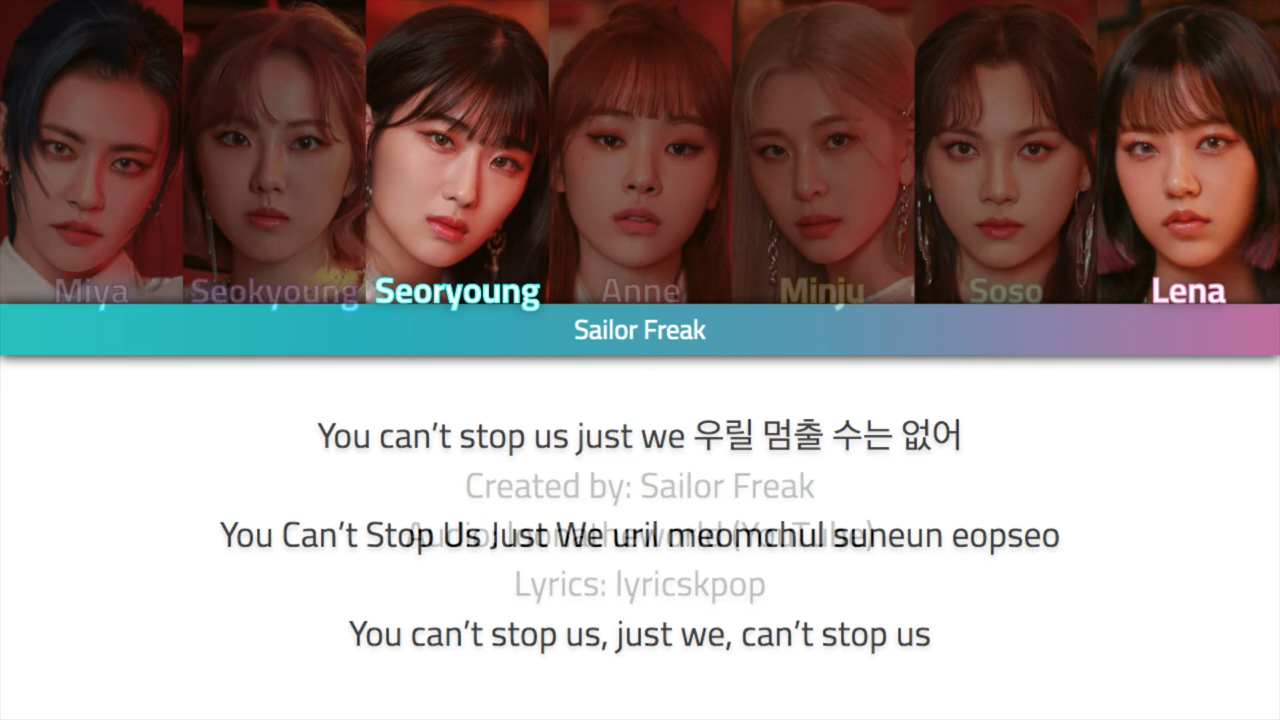 Miya Seokyoung Seoryoung Anne Minju Soso Lena
Sailor Freak
You can't stop us just we 우릴 멈출 수는 없어
Created by: Sailor Freak
You Can't Stop Us Just We uril meomchul suneun eopseo
Audio: (YouTube)
Lyrics: lyricskpop
You can't stop us, just we, can't stop us